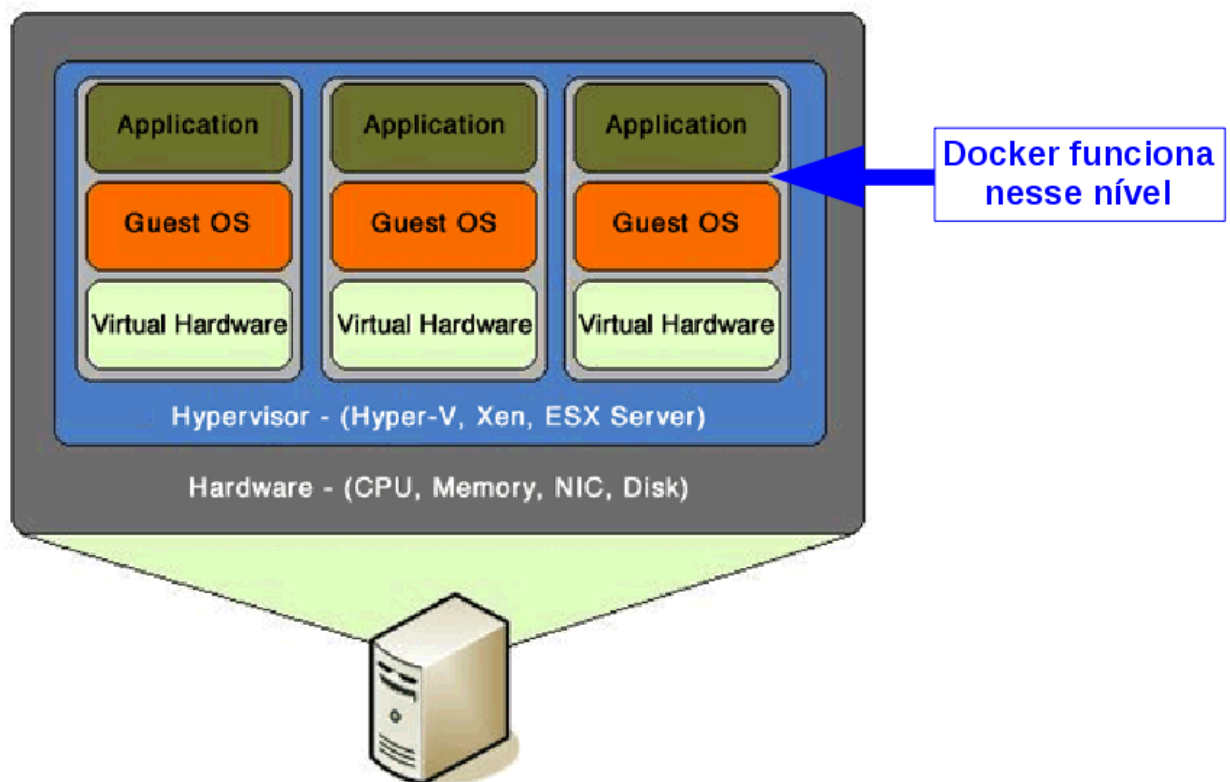 Application
Application
Application
Docker funciona
nesse nível
Guest OS
Guest OS
Guest OS
Virtual Hardware
Virtual Hardware
Virtual Hardware
Hypervisor - (Hyper-V, Xen, ESX Server)
Hardware - (CPU, Memory, NIC, Disk)